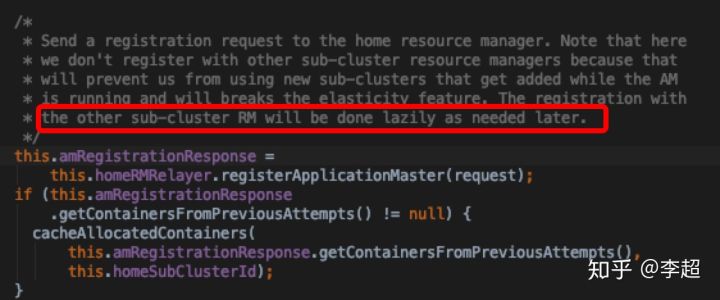 /*
* Send a registration request to the home resource manager. Note that here
* we don't register with other sub-cluster resource managers because that
* will prevent us from using new sub-clusters that get added while the AM
* is running and will breaks the elasticity feature. The registration with
* the other sub-cluster RM will be done lazily as needed later.
*/
this.amRegistrationResponse =
this.homeRMRelayer.registerApplicationMaster(request);
if (this.amRegistrationResponse
.getContainersFromPreviousAttempts() != null) {
cacheAllocatedContainers(
this.amRegistrationResponse.getContainersFromPreviousAttempts(),
this.homeSubClusterId);
}
知乎 @李超